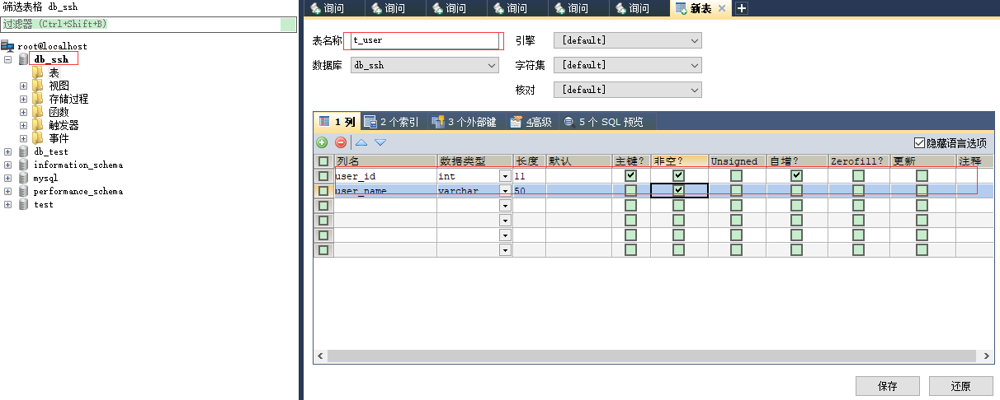 筛选表格 db_ssh
过滤器 (Ctrl+Shift+B)
root@localhost
db_ssh
表
视图
存储过程
函数
触发器
事件
db_test
information_schema
mysql
performance_schema
test
询问 询问 询问 询问 询问 询问 新表
表名称 t_user 引擎 [default]
数据库 db_ssh 字符集 [default]
核对 [default]
1 列 2 个索引 3 个外部键 4高级 5 个 SQL 预览
隐藏语言选项
列名 数据类型 长度 默认 主键? 非空? Unsigned 自增? Zerofill? 更新 注释
user_id int 11
user_name varchar 50
保存 还原